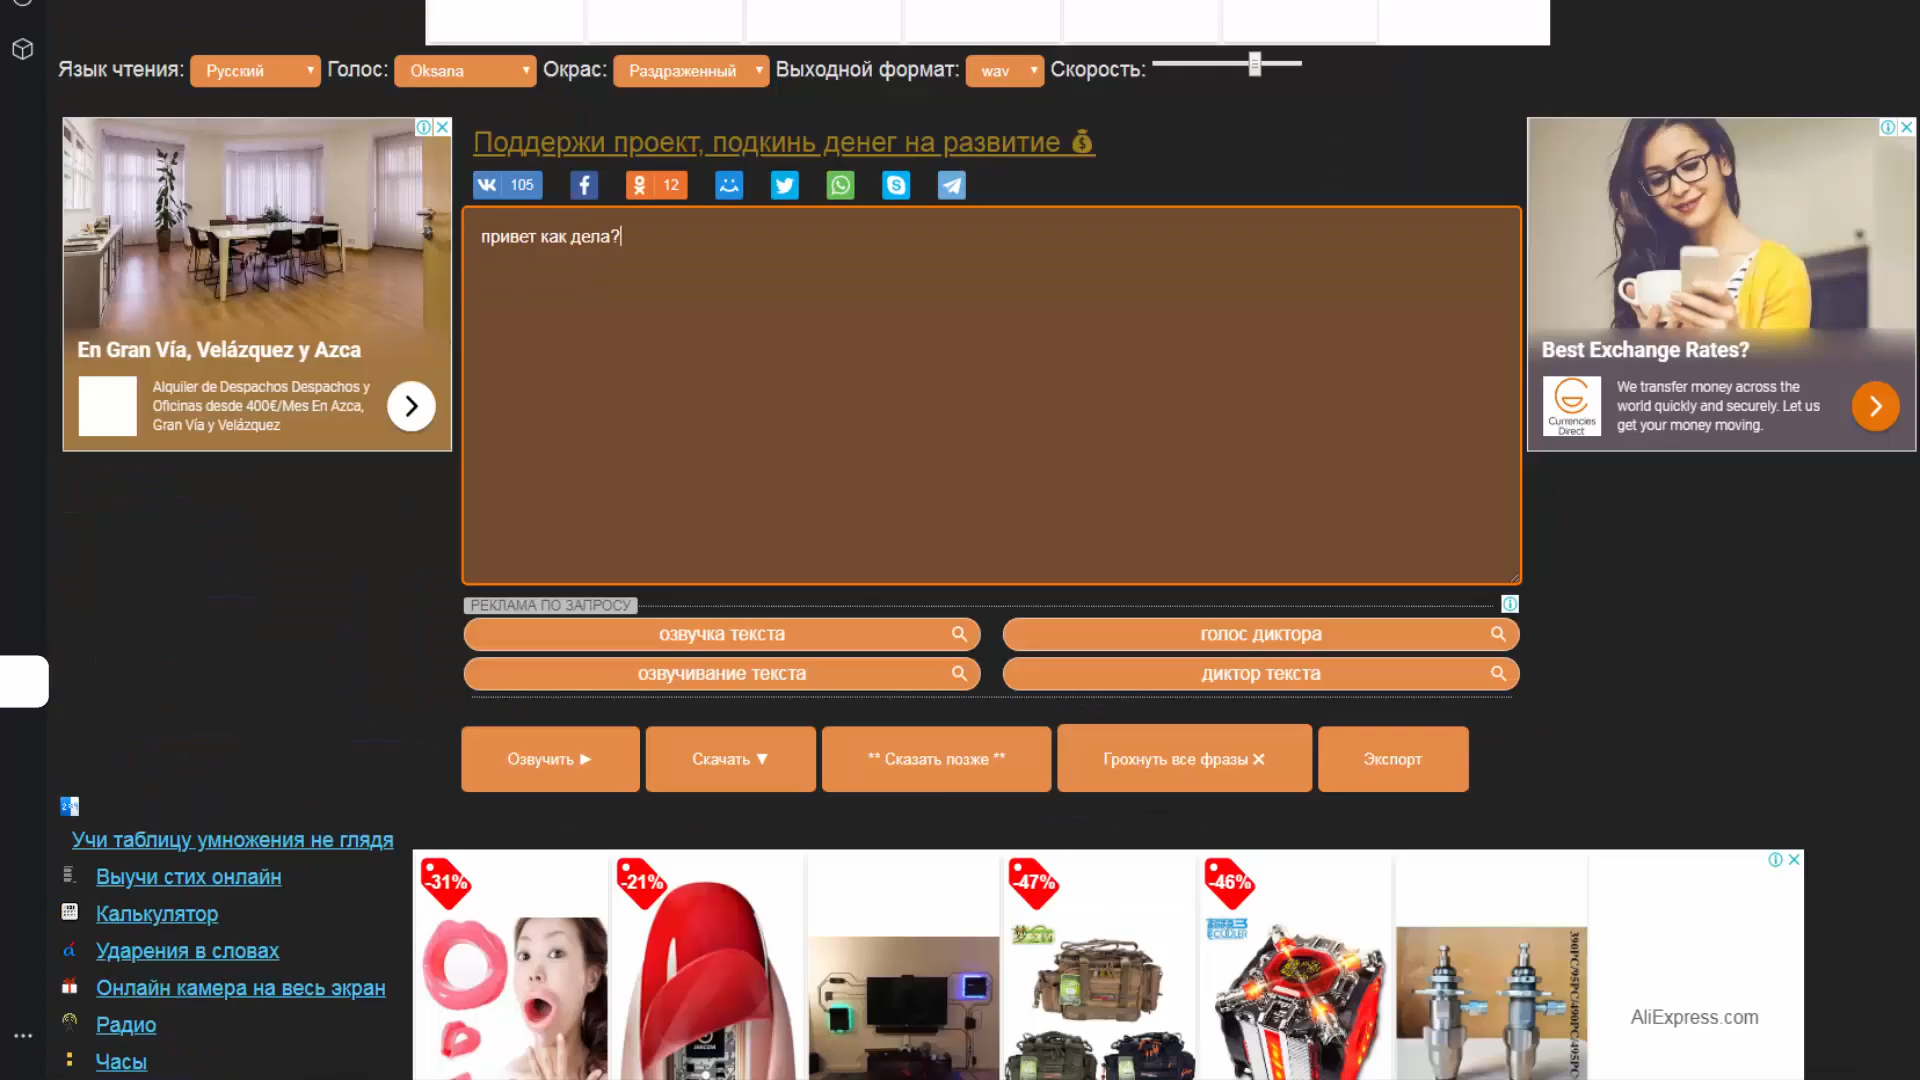 Язык чтения: Русский Голос: Oksana Окрас: Раздраженный Выходной формат: wav Скорость:
Поддержи проект, подкинь денег на развитие
105 12
привет как дела?
En Gran Vía, Velázquez y Azca
Alquiler de Despachos Despachos y
Oficinas desde 400€/Mes En Azca,
Gran Vía y Velázquez
Best Exchange Rates?
Currencies
Direct
We transfer money across the
world quickly and securely. Let us
get your money moving.
РЕКЛАМА ПО ЗАПРОСУ
озвучка текста
голос диктора
озвучивание текста
диктор текста
Озвучить ▶
Скачать ▼
** Сказать позже **
Грохнуть все фразы ✕
Экспорт
Учи таблицу умножения не глядя
Выучи стих онлайн
Калькулятор
Ударения в словах
Онлайн камера на весь экран
Радио
Часы
-31%
-21%
-47%
-46%
JAKCOM
AliExpress.com